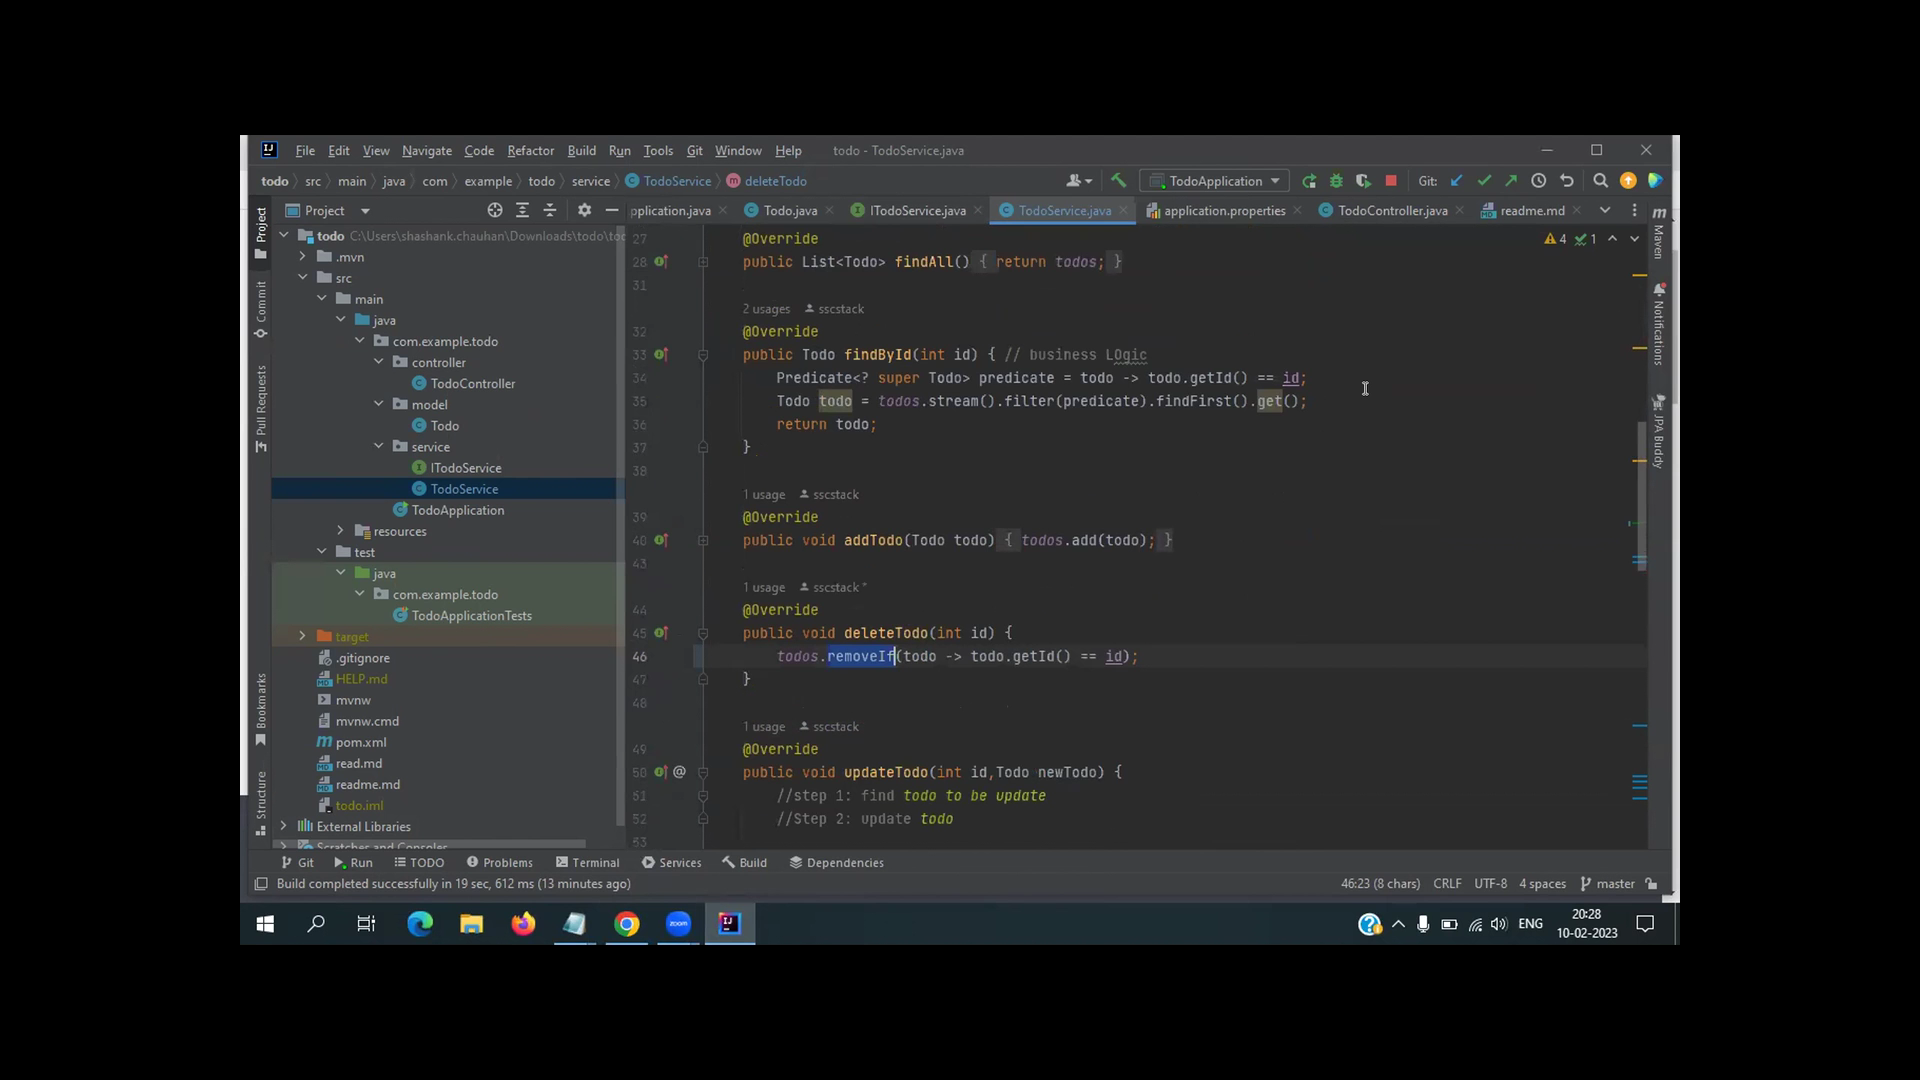 File Edit View Navigate Code Refactor Build Run Tools Git Window Help todo - TodoService.java
todo src main java com example todo service TodoService deleteTodo TodoApplication Git:
Project
pplication.java Todo.java ITodoService.java TodoService.java application.properties TodoController.java readme.md
Project
Commit
Pull Requests
Bookmarks
Structure
todo C:\Users\shashank.chauhan\Downloads\todo\to
.mvn
src
main
java
com.example.todo
controller
TodoController
model
Todo
service
ITodoService
TodoService
TodoApplication
resources
test
java
com.example.todo
TodoApplicationTests
target
.gitignore
HELP.md
mvnw
mvnw.cmd
pom.xml
read.md
readme.md
todo.iml
External Libraries
Scratches and Consoles
4 1
27 @Override
28 public List<Todo> findAll() { return todos; }
31
2 usages sscstack
32 @Override
33 public Todo findById(int id) { // business LOgic
34 Predicate<? super Todo> predicate = todo -> todo.getId() == id;
35 Todo todo = todos.stream().filter(predicate).findFirst().get();
36 return todo;
37 }
38
1 usage sscstack
39 @Override
40 public void addTodo(Todo todo) { todos.add(todo); }
43
1 usage sscstack *
44 @Override
45 public void deleteTodo(int id) {
46 todos.removeIf(todo -> todo.getId() == id);
47 }
48
1 usage sscstack
49 @Override
50 @ public void updateTodo(int id,Todo newTodo) {
51 //step 1: find todo to be update
52 //Step 2: update todo
53
Maven
Notifications
JPA Buddy
Git Run TODO Problems Terminal Services Build Dependencies
Build completed successfully in 19 sec, 612 ms (13 minutes ago) 46:23 (8 chars) CRLF UTF-8 4 spaces master
zoom
ENG
20:28
10-02-2023